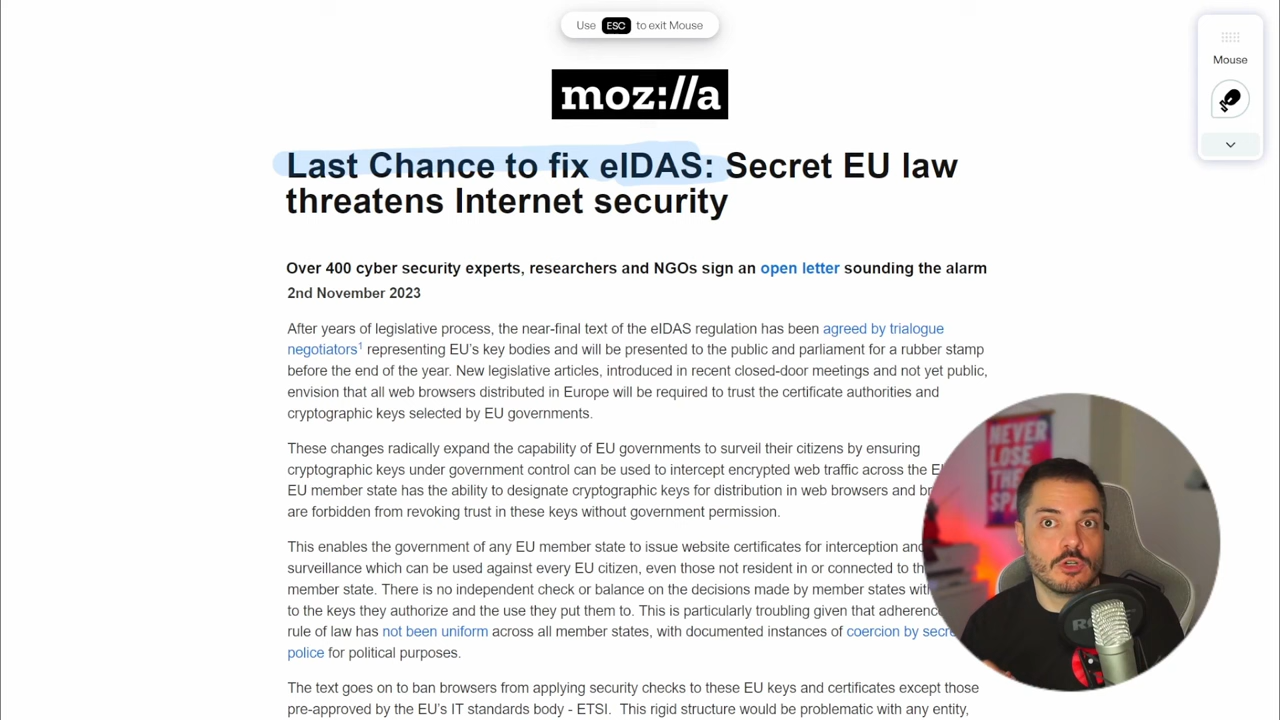 Use ESC to exit Mouse
Mouse
moz://a
Last Chance to fix eIDAS: Secret EU law
threatens Internet security
Over 400 cyber security experts, researchers and NGOs sign an open letter sounding the alarm
2nd November 2023
After years of legislative process, the near-final text of the eIDAS regulation has been agreed by trialogue
negotiators1 representing EU's key bodies and will be presented to the public and parliament for a rubber stamp
before the end of the year. New legislative articles, introduced in recent closed-door meetings and not yet public,
envision that all web browsers distributed in Europe will be required to trust the certificate authorities and
cryptographic keys selected by EU governments.
These changes radically expand the capability of EU governments to surveil their citizens by ensuring
cryptographic keys under government control can be used to intercept encrypted web traffic across the
EU member state has the ability to designate cryptographic keys for distribution in web browsers and
are forbidden from revoking trust in these keys without government permission.
This enables the government of any EU member state to issue website certificates for interception and
surveillance which can be used against every EU citizen, even those not resident in or connected to
member state. There is no independent check or balance on the decisions made by member states
to the keys they authorize and the use they put them to. This is particularly troubling given that
rule of law has not been uniform across all member states, with documented instances of coercion by
police for political purposes.
The text goes on to ban browsers from applying security checks to these EU keys and certificates except those
pre-approved by the EU's IT standards body - ETSI. This rigid structure would be problematic with any entity,
NEVER
LOSE
THE